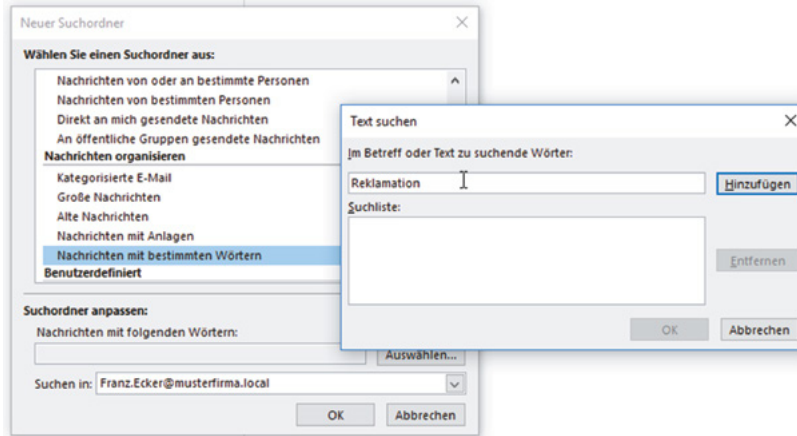 Neuer Suchordner
Wählen Sie einen Suchordner aus:
Nachrichten von oder an bestimmte Personen
Nachrichten von bestimmten Personen
Direkt an mich gesendete Nachrichten
An öffentliche Gruppen gesendete Nachrichten
Nachrichten organisieren
Kategorisierte E-Mail
Große Nachrichten
Alte Nachrichten
Nachrichten mit Anlagen
Nachrichten mit bestimmten Wörtern
Benutzerdefiniert
Suchordner anpassen:
Nachrichten mit folgenden Wörtern:
Auswählen...
Suchen in: Franz.Ecker@musterfirma.local
OK Abbrechen
Text suchen
Im Betreff oder Text zu suchende Wörter:
Reklamation Hinzufügen
Suchliste:
Entfernen
OK Abbrechen